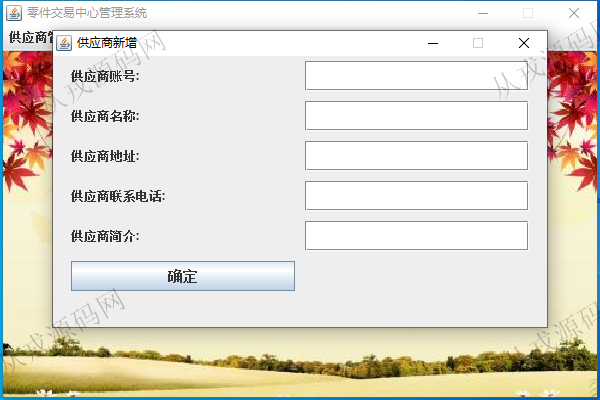 零件交易中心管理系统
供应商管
供应商新增
供应商账号:
供应商名称:
供应商地址:
供应商联系电话:
供应商简介:
确定
从戎源码网
从戎源码网
从戎源码网
从戎源码网